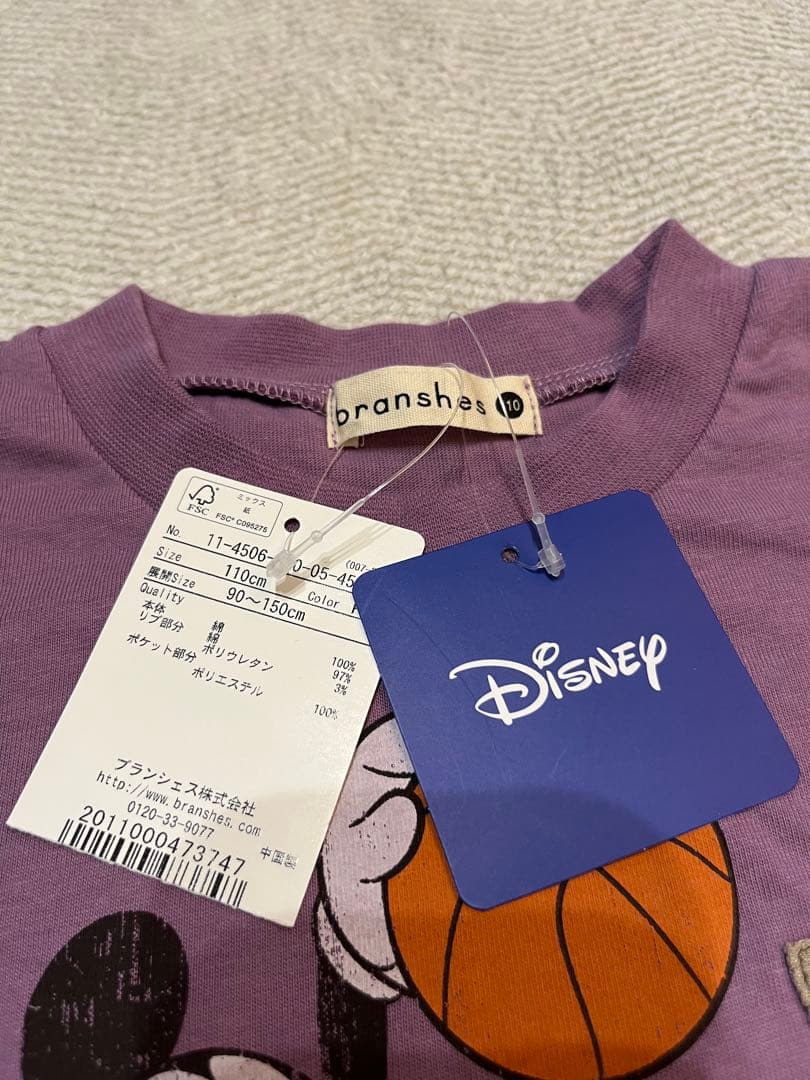 branshes
ミックス
紙
FSC
FSC® C095275
No. 11-4506- 0-05-45 (007-
Size 110cm Color
展開Size 90～150cm
Quality
本体 綿 100%
リブ部分 綿 97%
ポリウレタン 3%
ポケット部分
ポリエステル 100%
ブランシェス株式会社
http://www.branshes.com
0120-33-9077
2011000473747
中国製
Disney